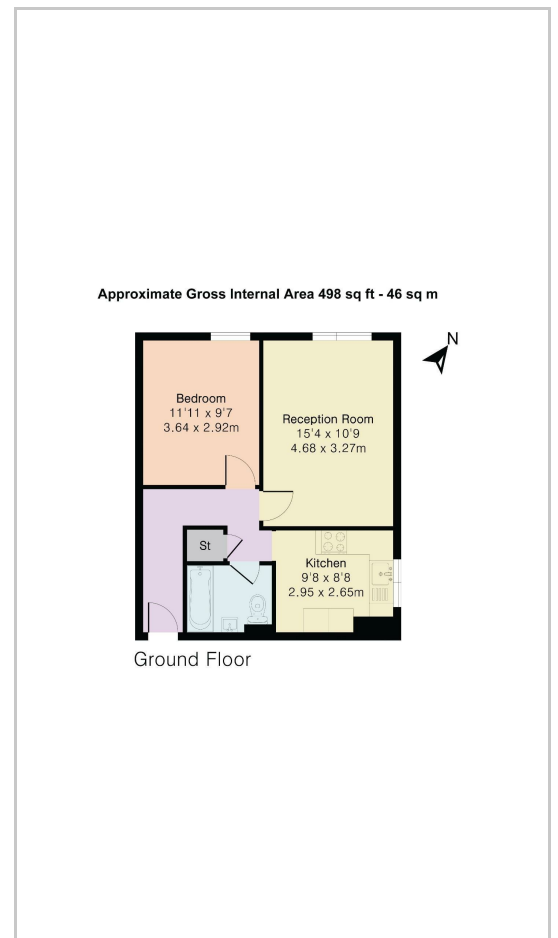 Approximate Gross Internal Area 498 sq ft - 46 sq m
N
Bedroom
11'11 x 9'7
3.64 x 2.92m
Reception Room
15'4 x 10'9
4.68 x 3.27m
St
Kitchen
9'8 x 8'8
2.95 x 2.65m
Ground Floor